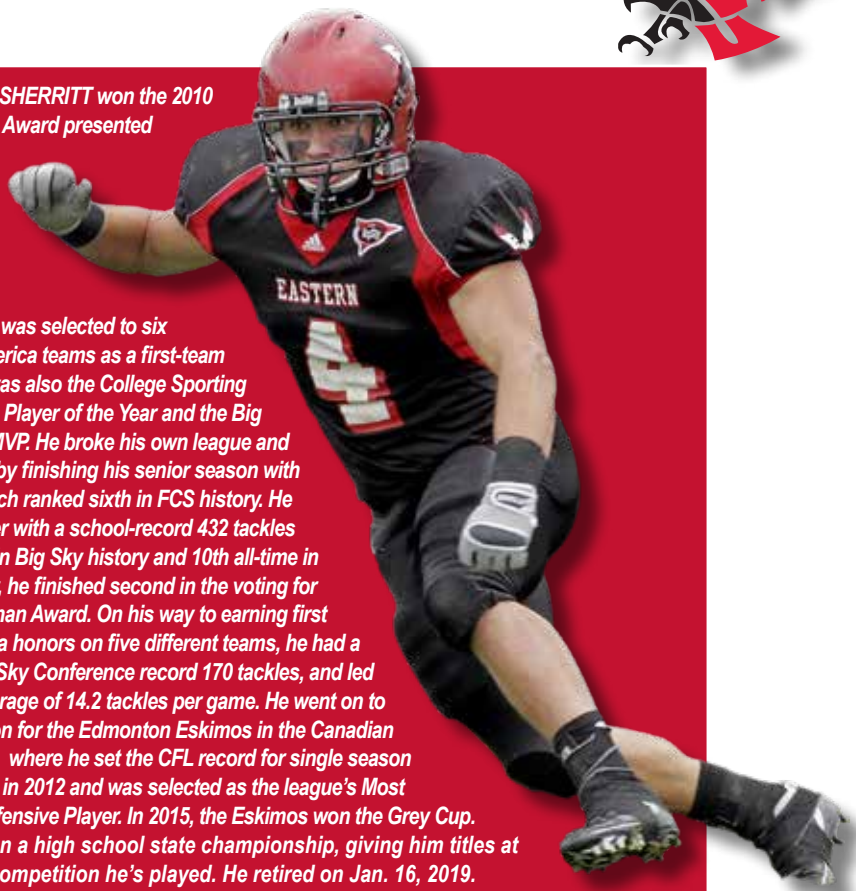 SHERRITT won the 2010
Award presented
EASTERN
4
was selected to six
erica teams as a first-team
as also the College Sporting
Player of the Year and the Big
MVP. He broke his own league and
by finishing his senior season with
ch ranked sixth in FCS history. He
er with a school-record 432 tackles
n Big Sky history and 10th all-time in
, he finished second in the voting for
nan Award. On his way to earning first
a honors on five different teams, he had a
Sky Conference record 170 tackles, and led
rage of 14.2 tackles per game. He went on to
on for the Edmonton Eskimos in the Canadian
where he set the CFL record for single season
in 2012 and was selected as the league's Most
fensive Player. In 2015, the Eskimos won the Grey Cup.
n a high school state championship, giving him titles at
ompetition he's played. He retired on Jan. 16, 2019.